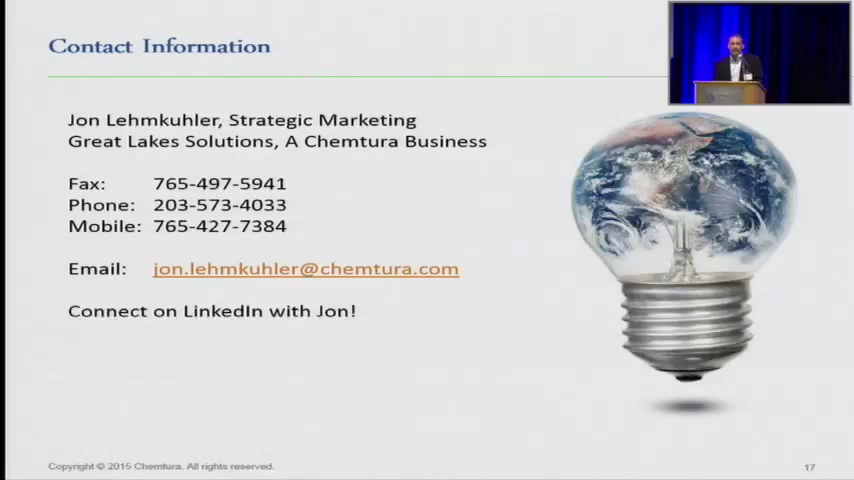 Contact Information
Jon Lehmkuhler, Strategic Marketing
Great Lakes Solutions, A Chemtura Business
Fax: 765-497-5941
Phone: 203-573-4033
Mobile: 765-427-7384
Email: jon.lehmkuhler@chemtura.com
Connect on LinkedIn with Jon!
Copyright © 2015 Chemtura. All rights reserved.
17